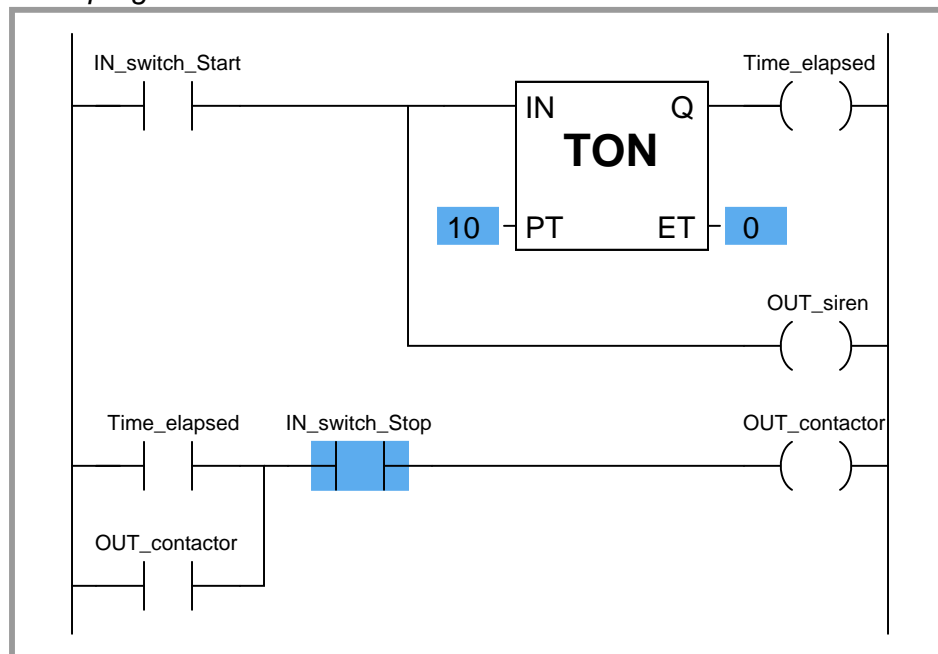 IN_switch_Start
Time_elapsed
IN Q
TON
10 PT ET 0
OUT_siren
Time_elapsed IN_switch_Stop OUT_contactor
OUT_contactor